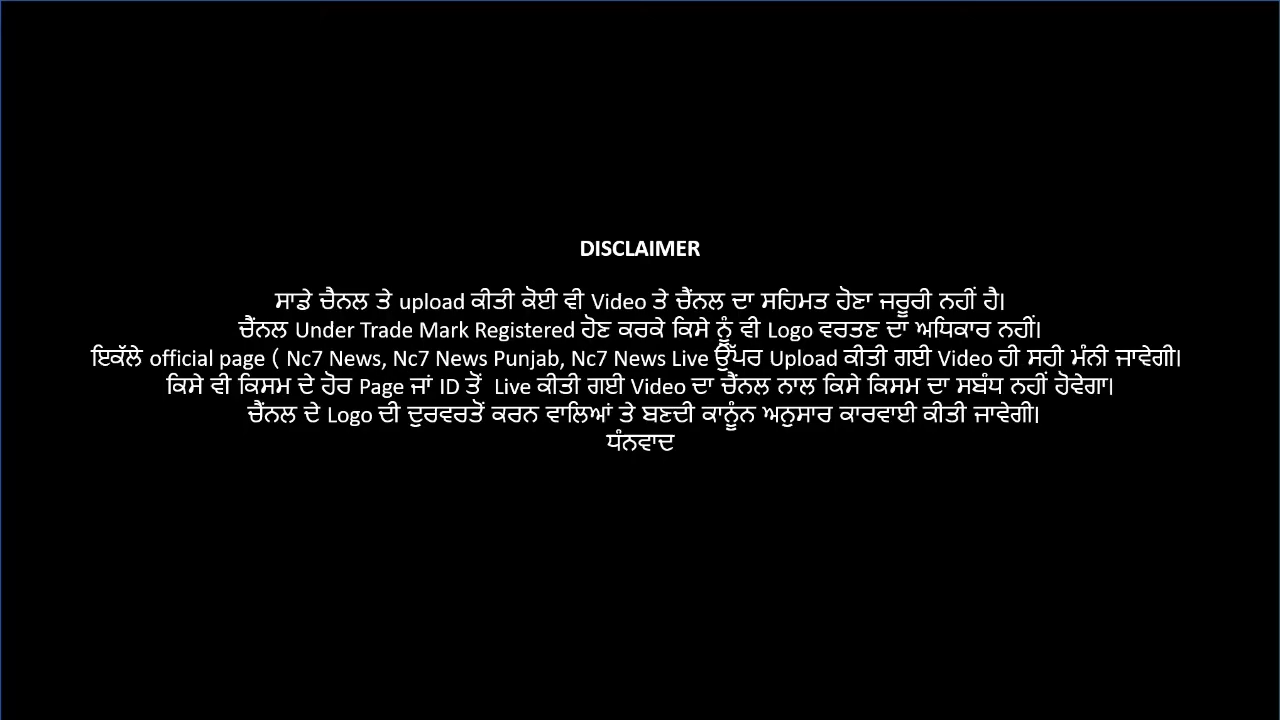 DISCLAIMER
ਸਾਡੇ ਚੈਨਲ ਤੇ upload ਕੀਤੀ ਕੋਈ ਵੀ Video ਤੇ ਚੈਂਨਲ ਦਾ ਸਹਿਮਤ ਹੋਣਾ ਜਰੂਰੀ ਨਹੀਂ ਹੈ।
ਚੈਂਨਲ Under Trade Mark Registered ਹੋਣ ਕਰਕੇ ਕਿਸੇ ਨੂੰ ਵੀ Logo ਵਰਤਣ ਦਾ ਅਧਿਕਾਰ ਨਹੀਂ।
ਇਕੱਲੇ official page ( Nc7 News, Nc7 News Punjab, Nc7 News Live ਉੱਪਰ Upload ਕੀਤੀ ਗਈ Video ਹੀ ਸਹੀ ਮੰਨੀ ਜਾਵੇਗੀ।
ਕਿਸੇ ਵੀ ਕਿਸਮ ਦੇ ਹੋਰ Page ਜਾਂ ID ਤੋਂ Live ਕੀਤੀ ਗਈ Video ਦਾ ਚੈਂਨਲ ਨਾਲ ਕਿਸੇ ਕਿਸਮ ਦਾ ਸਬੰਧ ਨਹੀਂ ਹੋਵੇਗਾ।
ਚੈਂਨਲ ਦੇ Logo ਦੀ ਦੁਰਵਰਤੋਂ ਕਰਨ ਵਾਲਿਆਂ ਤੇ ਬਣਦੀ ਕਾਨੂੰਨ ਅਨੁਸਾਰ ਕਾਰਵਾਈ ਕੀਤੀ ਜਾਵੇਗੀ।
ਧੰਨਵਾਦ